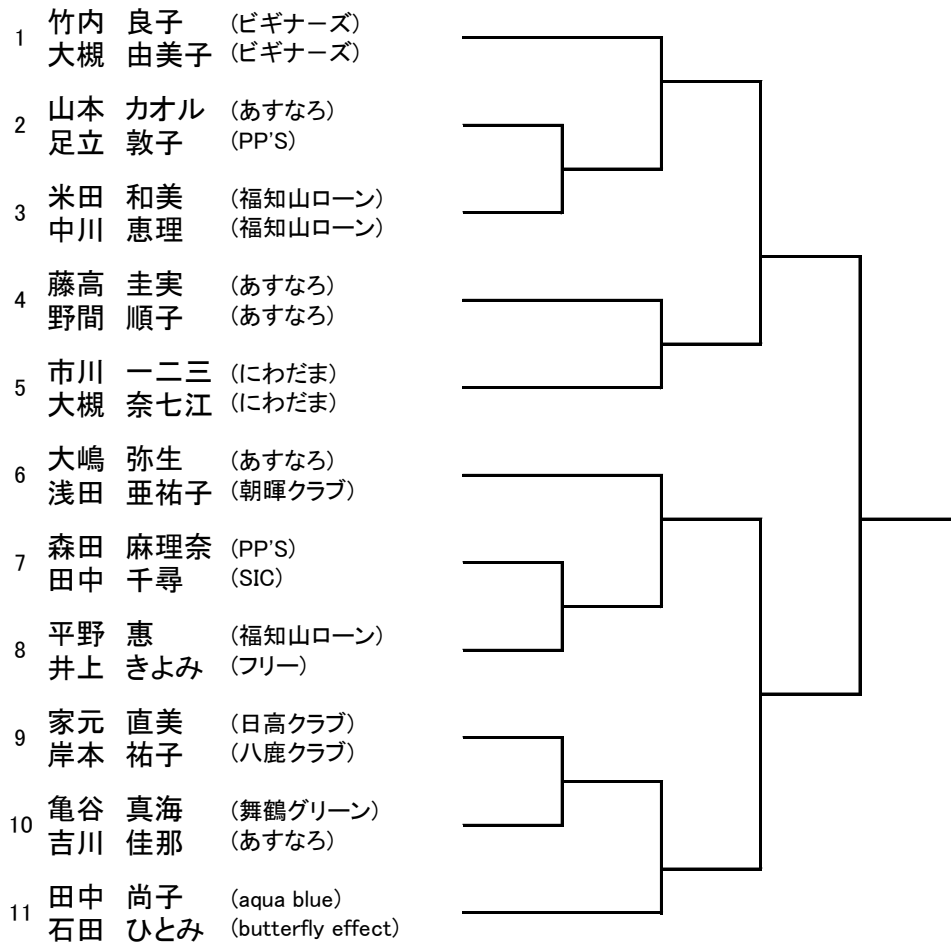 1 竹内 良子 (ビギナーズ)
大槻 由美子 (ビギナーズ)
2 山本 カオル (あすなろ)
足立 敦子 (PP'S)
3 米田 和美 (福知山ローン)
中川 恵理 (福知山ローン)
4 藤高 圭実 (あすなろ)
野間 順子 (あすなろ)
5 市川 一二三 (にわだま)
大槻 奈七江 (にわだま)
6 大嶋 弥生 (あすなろ)
浅田 亜祐子 (朝暉クラブ)
7 森田 麻理奈 (PP'S)
田中 千尋 (SIC)
8 平野 惠 (福知山ローン)
井上 きよみ (フリー)
9 家元 直美 (日高クラブ)
岸本 祐子 (八鹿クラブ)
10 亀谷 真海 (舞鶴グリーン)
吉川 佳那 (あすなろ)
11 田中 尚子 (aqua blue)
石田 ひとみ (butterfly effect)